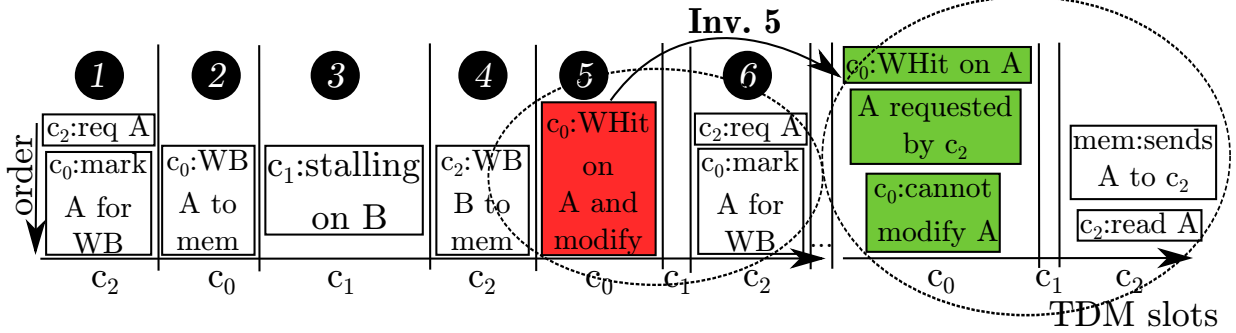 Inv. 5
1
2
3
4
5
6
order
c₂:req A
c₀:mark
A for
WB
c₀:WB
A to
mem
c₁:stalling
on B
c₂:WB
B to
mem
c₀:WHit
on
A and
modify
c₂:req A
c₀:mark
A for
WB
...
c₀:WHit on A
A requested
by c₂
c₀:cannot
modify A
mem:sends
A to c₂
c₂:read A
c₂
c₀
c₁
c₂
c₀
c₁
c₂
c₀
c₁
c₂
TDM slots